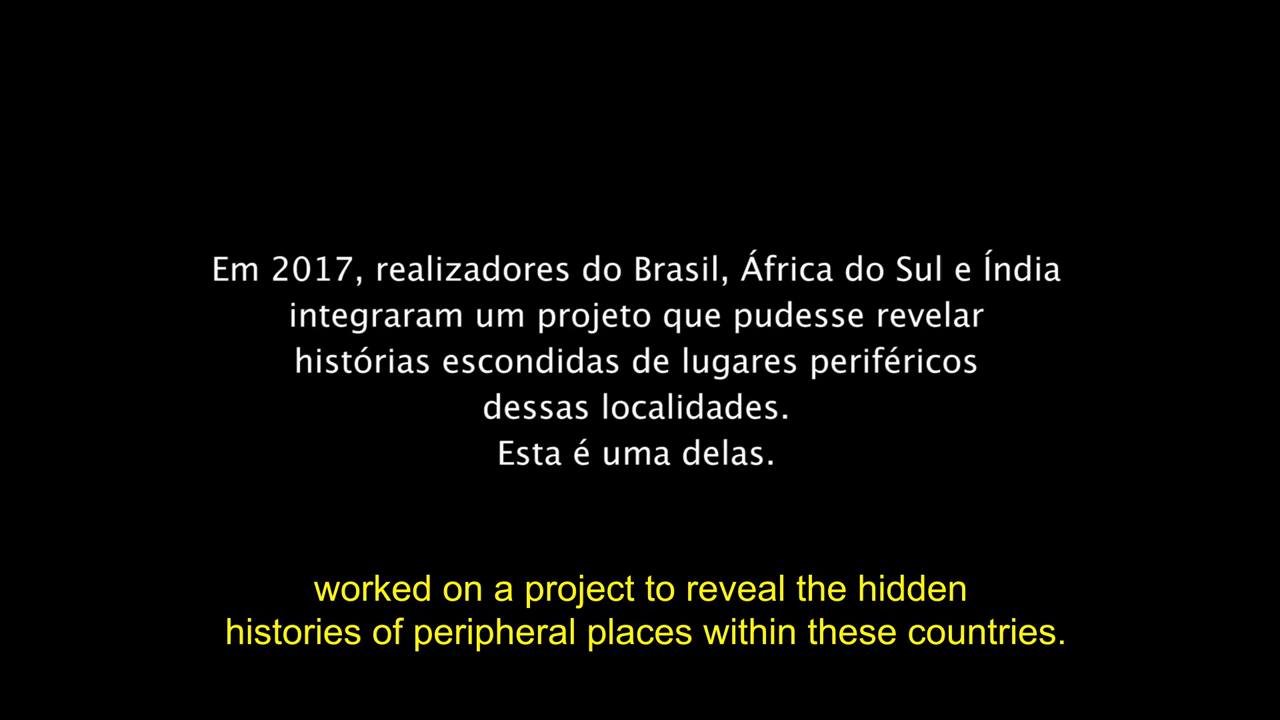 Em 2017, realizadores do Brasil, África do Sul e Índia
integraram um projeto que pudesse revelar
histórias escondidas de lugares periféricos
dessas localidades.
Esta é uma delas.
worked on a project to reveal the hidden
histories of peripheral places within these countries.